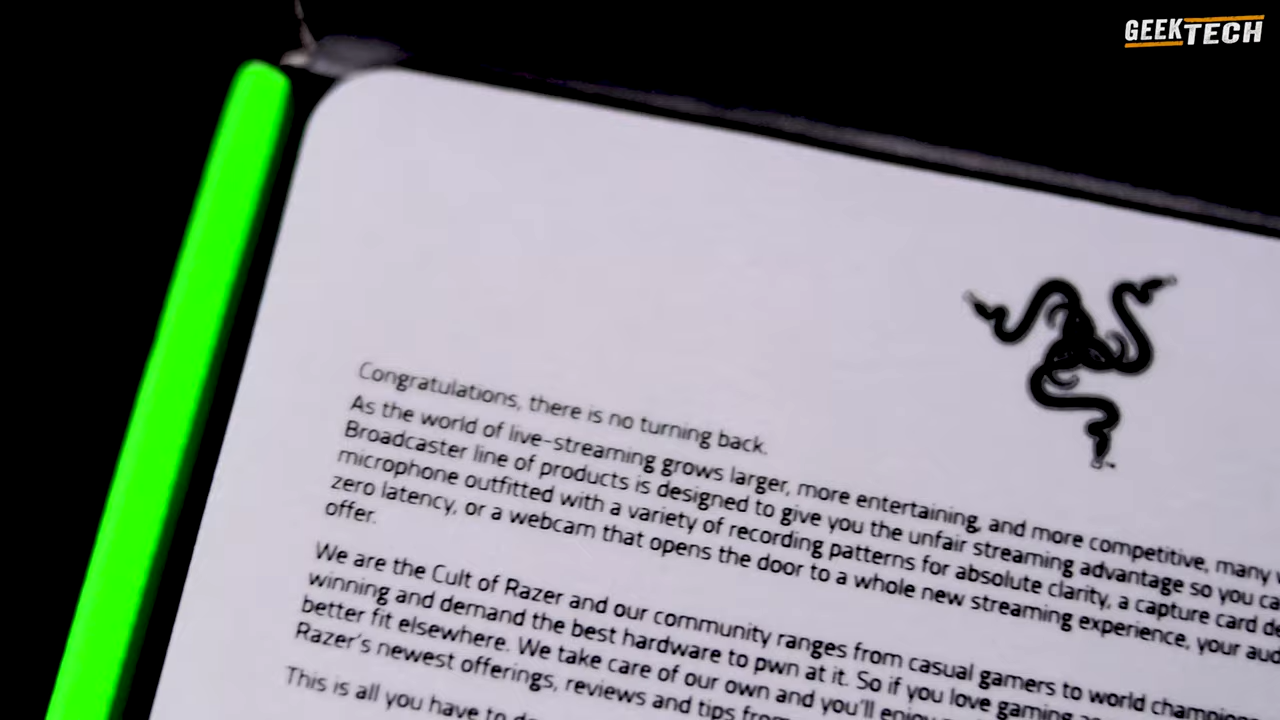 GEEKTECH
Congratulations, there is no turning back.
As the world of live-streaming grows larger, more entertaining, and more competitive, many
Broadcaster line of products is designed to give you the unfair streaming advantage so you
microphone outfitted with a variety of recording patterns for absolute clarity, a capture card
zero latency, or a webcam that opens the door to a whole new streaming experience, your
offer.
We are the Cult of Razer and our community ranges from casual gamers to world
winning and demand the best hardware to pwn at it. So if you love gaming
better fit elsewhere. We take care of our own and you'll enjoy
Razer's newest offerings, reviews and tips from
This is all you have to